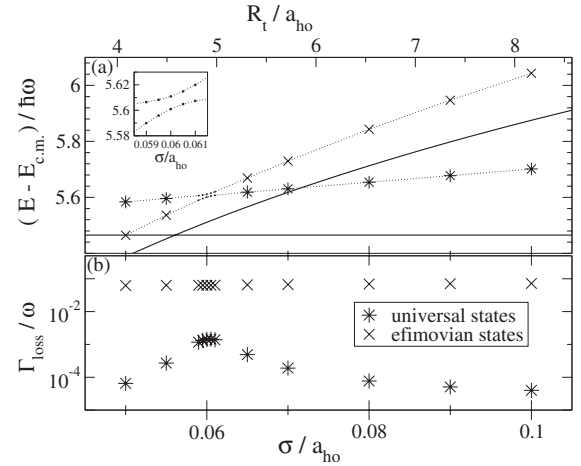 R_t / a_ho
4 5 6 7 8
(a)
( E - E_c.m. ) / ħω
6
5.8
5.6
5.62
5.60
5.58
0.059 0.06 0.061
σ/a_ho
(b)
Γ_loss / ω
10^-2
10^-4
universal states
efimovian states
0.06 0.08 0.1
σ / a_ho